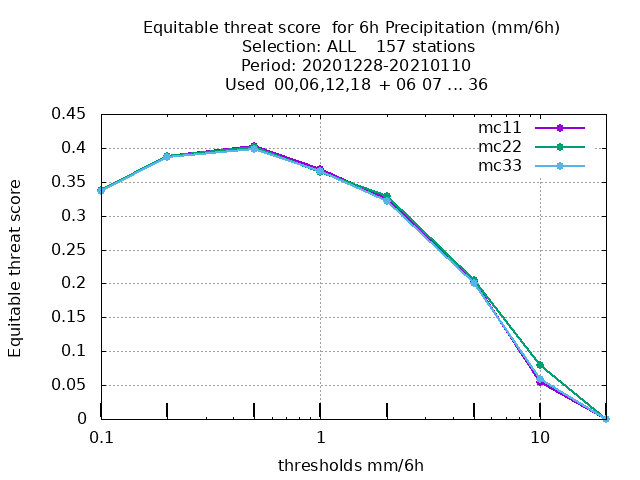 Equitable threat score  for 6h Precipitation (mm/6h)
Selection: ALL    157 stations
Period: 20201228-20210110
Used  00,06,12,18  + 06 07 ... 36
mc11
mc22
mc33
0.45
0.4
0.35
0.3
0.25
0.2
0.15
0.1
0.05
0
Equitable threat score
0.1 1 10
thresholds mm/6h